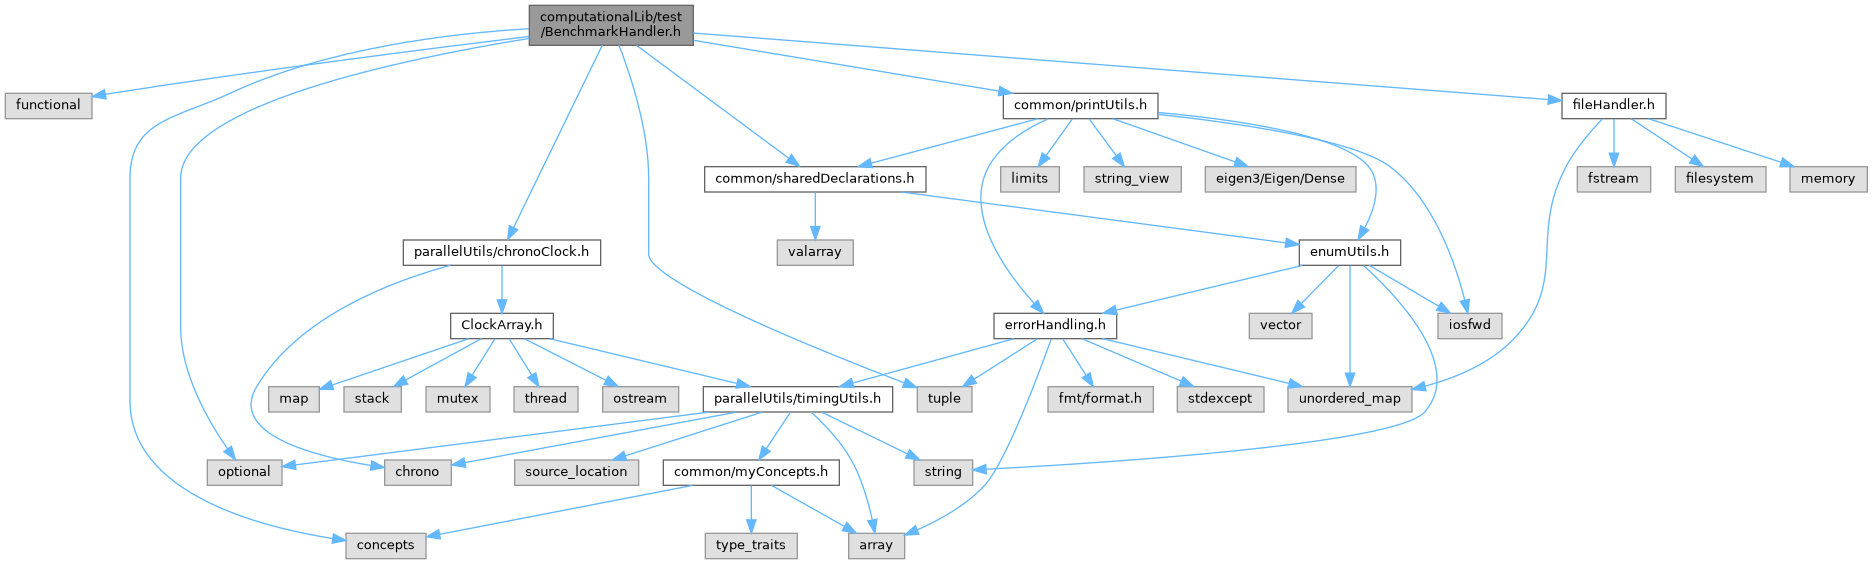 computationalLib/test
/BenchmarkHandler.h
functional
common/printUtils.h
fileHandler.h
common/sharedDeclarations.h
limits
string_view
eigen3/Eigen/Dense
fstream
filesystem
memory
parallelUtils/chronoClock.h
valarray
enumUtils.h
ClockArray.h
errorHandling.h
vector
iosfwd
map
stack
mutex
thread
ostream
parallelUtils/timingUtils.h
tuple
fmt/format.h
stdexcept
unordered_map
optional
chrono
source_location
common/myConcepts.h
string
concepts
type_traits
array